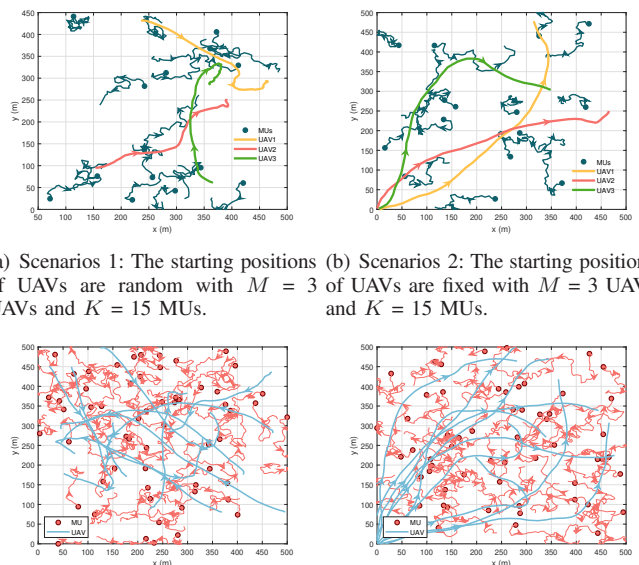 450
400
350
300
250
200
150
100
50
0
y (m)
MUs
UAV1
UAV2
UAV3
50 100 150 200 250 300 350 400 450 500
x (m)
500
450
400
350
300
250
200
150
100
50
0
y (m)
MUs
UAV1
UAV2
UAV3
0 50 100 150 200 250 300 350 400 450 500
x (m)
) Scenarios 1: The starting positions
f UAVs are random with M = 3
UAVs and K = 15 MUs.
(b) Scenarios 2: The starting position
of UAVs are fixed with M = 3 UAV
and K = 15 MUs.
500
450
400
350
300
250
200
150
100
50
0
y (m)
MU
UAV
0 50 100 150 200 250 300 350 400 450 500
x (m)
500
450
400
350
300
250
200
150
100
50
0
y (m)
MU
UAV
0 50 100 150 200 250 300 350 400 450 500
x (m)